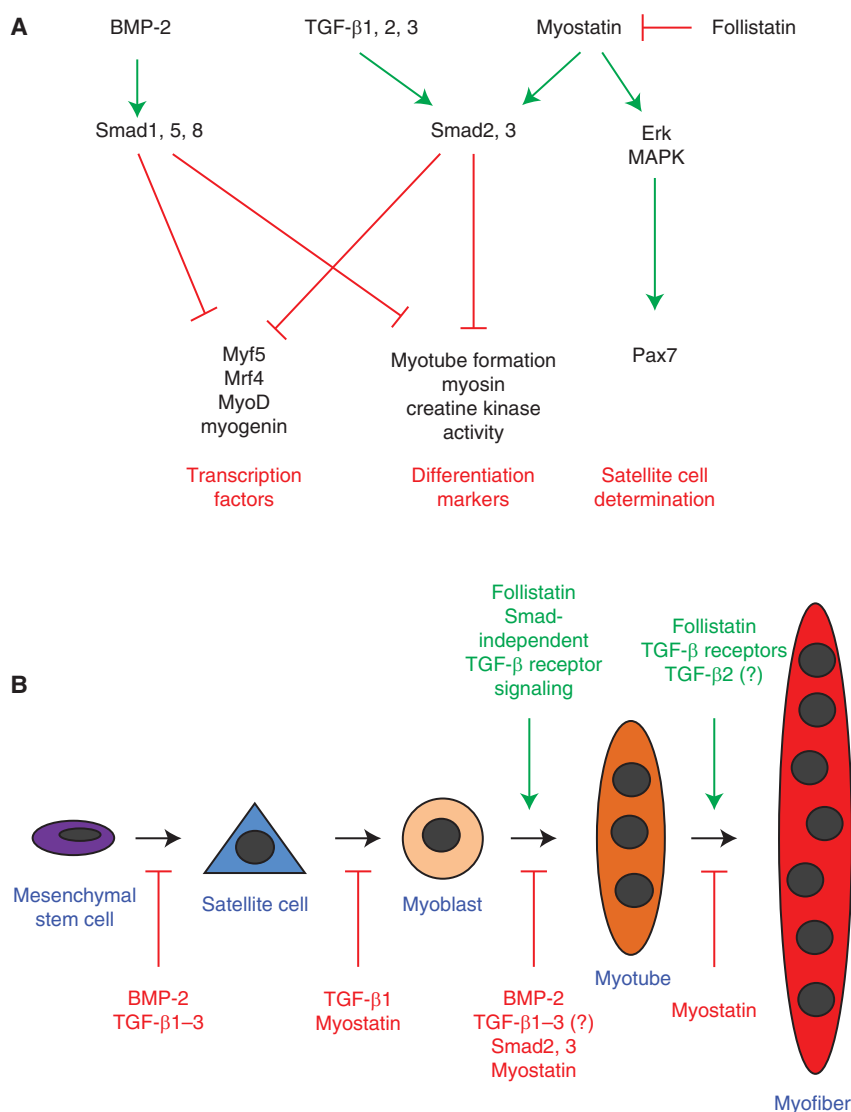 A
BMP-2
TGF-β1, 2, 3
Myostatin
Follistatin
Smad1, 5, 8
Smad2, 3
Erk
MAPK
Myf5
Mrf4
MyoD
myogenin
Myotube formation
myosin
creatine kinase
activity
Pax7
Transcription
factors
Differentiation
markers
Satellite cell
determination
B
Follistatin
Smad-
independent
TGF-β receptor
signaling
Follistatin
TGF-β receptors
TGF-β2 (?)
Mesenchymal
stem cell
Satellite cell
Myoblast
Myotube
Myofiber
BMP-2
TGF-β1–3
TGF-β1
Myostatin
BMP-2
TGF-β1–3 (?)
Smad2, 3
Myostatin
Myostatin